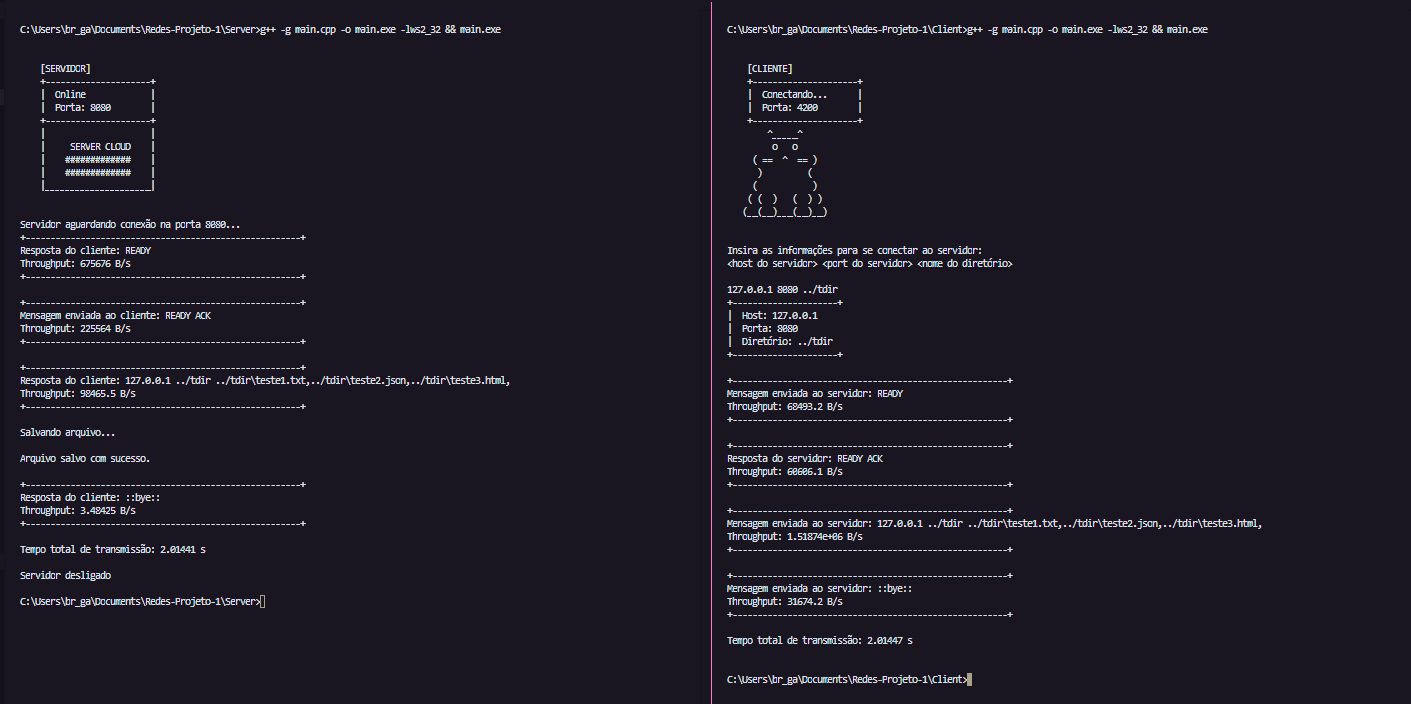 C:\Users\br_ga\Documents\Redes-Projeto-1\Server>g++ -g main.cpp -o main.exe -lws2_32 && main.exe
[SERVIDOR]
+---------------------+
|  Online             |
|  Porta: 8080        |
+---------------------+
|                     |
|     SERVER CLOUD    |
|    #############    |
|    #############    |
|_____________________|
Servidor aguardando conexão na porta 8080...
+-------------------------------------------------------+
Resposta do cliente: READY
Throughput: 675676 B/s
+-------------------------------------------------------+
+-------------------------------------------------------+
Mensagem enviada ao cliente: READY ACK
Throughput: 225564 B/s
+-------------------------------------------------------+
+-------------------------------------------------------+
Resposta do cliente: 127.0.0.1 ../tdir ../tdir\teste1.txt,../tdir\teste2.json,../tdir\teste3.html,
Throughput: 98465.5 B/s
+-------------------------------------------------------+
Salvando arquivo...
Arquivo salvo com sucesso.
+-------------------------------------------------------+
Resposta do cliente: ::bye::
Throughput: 3.48425 B/s
+-------------------------------------------------------+
Tempo total de transmissão: 2.01441 s
Servidor desligado
C:\Users\br_ga\Documents\Redes-Projeto-1\Server>
C:\Users\br_ga\Documents\Redes-Projeto-1\Client>g++ -g main.cpp -o main.exe -lws2_32 && main.exe
[CLIENTE]
+---------------------+
|  Conectando...      |
|  Porta: 4200        |
+---------------------+
    ^_____^
     o   o
 ( ==  ^  == )
  )         (
 (           )
( (  )   (  ) )
(__(__)___(__)__)
Insira as informações para se conectar ao servidor:
<host do servidor> <port do servidor> <nome do diretório>
127.0.0.1 8080 ../tdir
+---------------------+
|  Host: 127.0.0.1
|  Porta: 8080
|  Diretório: ../tdir
+---------------------+
+-------------------------------------------------------+
Mensagem enviada ao servidor: READY
Throughput: 68493.2 B/s
+-------------------------------------------------------+
+-------------------------------------------------------+
Resposta do servidor: READY ACK
Throughput: 60606.1 B/s
+-------------------------------------------------------+
+-------------------------------------------------------+
Mensagem enviada ao servidor: 127.0.0.1 ../tdir ../tdir\teste1.txt,../tdir\teste2.json,../tdir\teste3.html,
Throughput: 1.51874e+06 B/s
+-------------------------------------------------------+
+-------------------------------------------------------+
Mensagem enviada ao servidor: ::bye::
Throughput: 31674.2 B/s
+-------------------------------------------------------+
Tempo total de transmissão: 2.01447 s
C:\Users\br_ga\Documents\Redes-Projeto-1\Client>